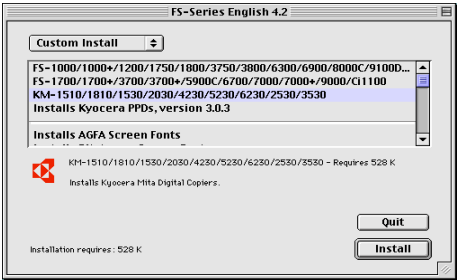 FS-Series English 4.2
Custom Install
FS-1000/1000+/1200/1750/1800/3750/3800/6300/6900/8000C/9100D...
FS-1700/1700+/3700/3700+/5900C/6700/7000/7000+/9000/Ci1100
KM-1510/1810/1530/2030/4230/5230/6230/2530/3530
Installs Kyocera PPDs, version 3.0.3
Installs AGFA Screen Fonts
KM-1510/1810/1530/2030/4230/5230/6230/2530/3530 - Requires 528 K
Installs Kyocera Mita Digital Copiers.
Quit
Installation requires: 528 K
Install